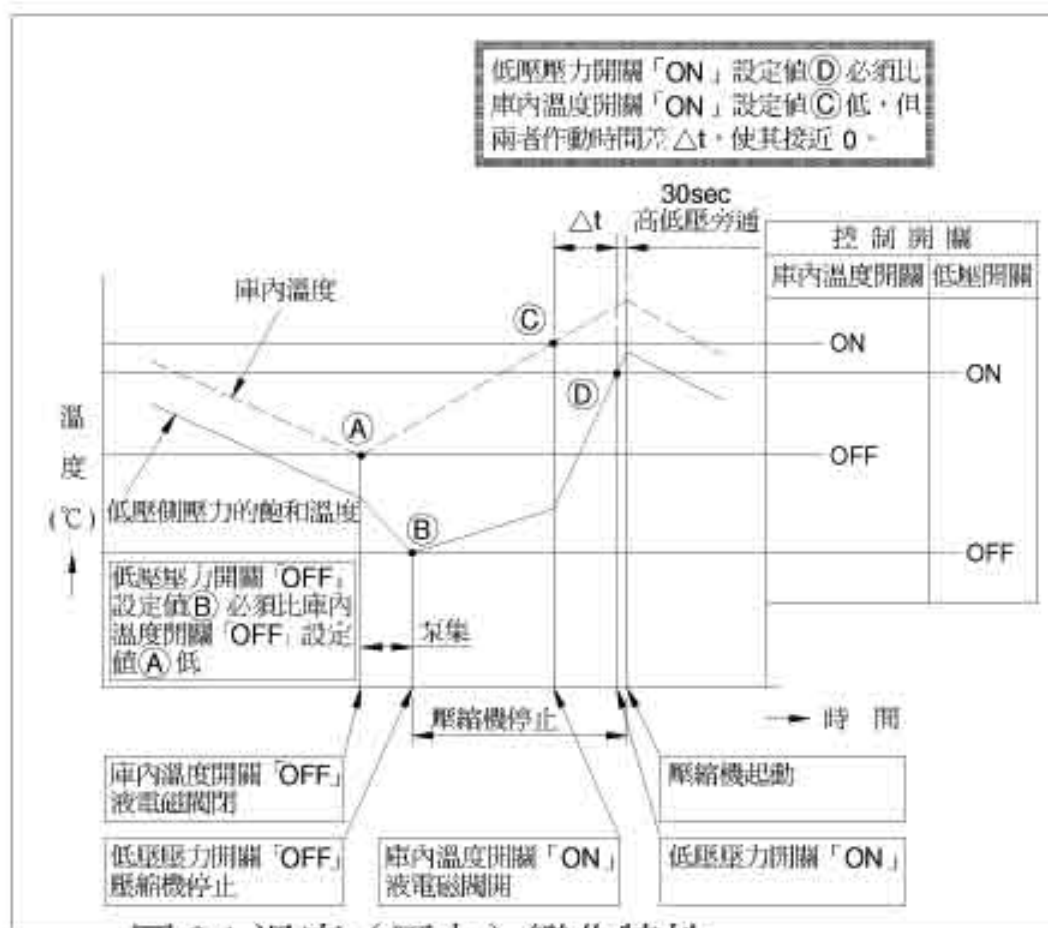 低壓壓力開關「ON」設定值Ⓓ必須比
庫內溫度開關「ON」設定值Ⓒ低，但
兩者作動時間差△t，使其接近 0。
30sec
△t 高低壓旁通
控制開關
庫內溫度開關 低壓開關
庫內溫度
Ⓒ
ON
ON
Ⓓ
溫
度
(℃)
Ⓐ
OFF
低壓側壓力的飽和溫度
Ⓑ
OFF
低壓壓力開關「OFF」
設定值Ⓑ必須比庫內
溫度開關「OFF」設定
值Ⓐ低
泵集
壓縮機停止
時 間
庫內溫度開關「OFF」
液電磁閥閉
壓縮機起動
低壓壓力開關「OFF」
壓縮機停止
庫內溫度開關「ON」
液電磁閥開
低壓壓力開關「ON」